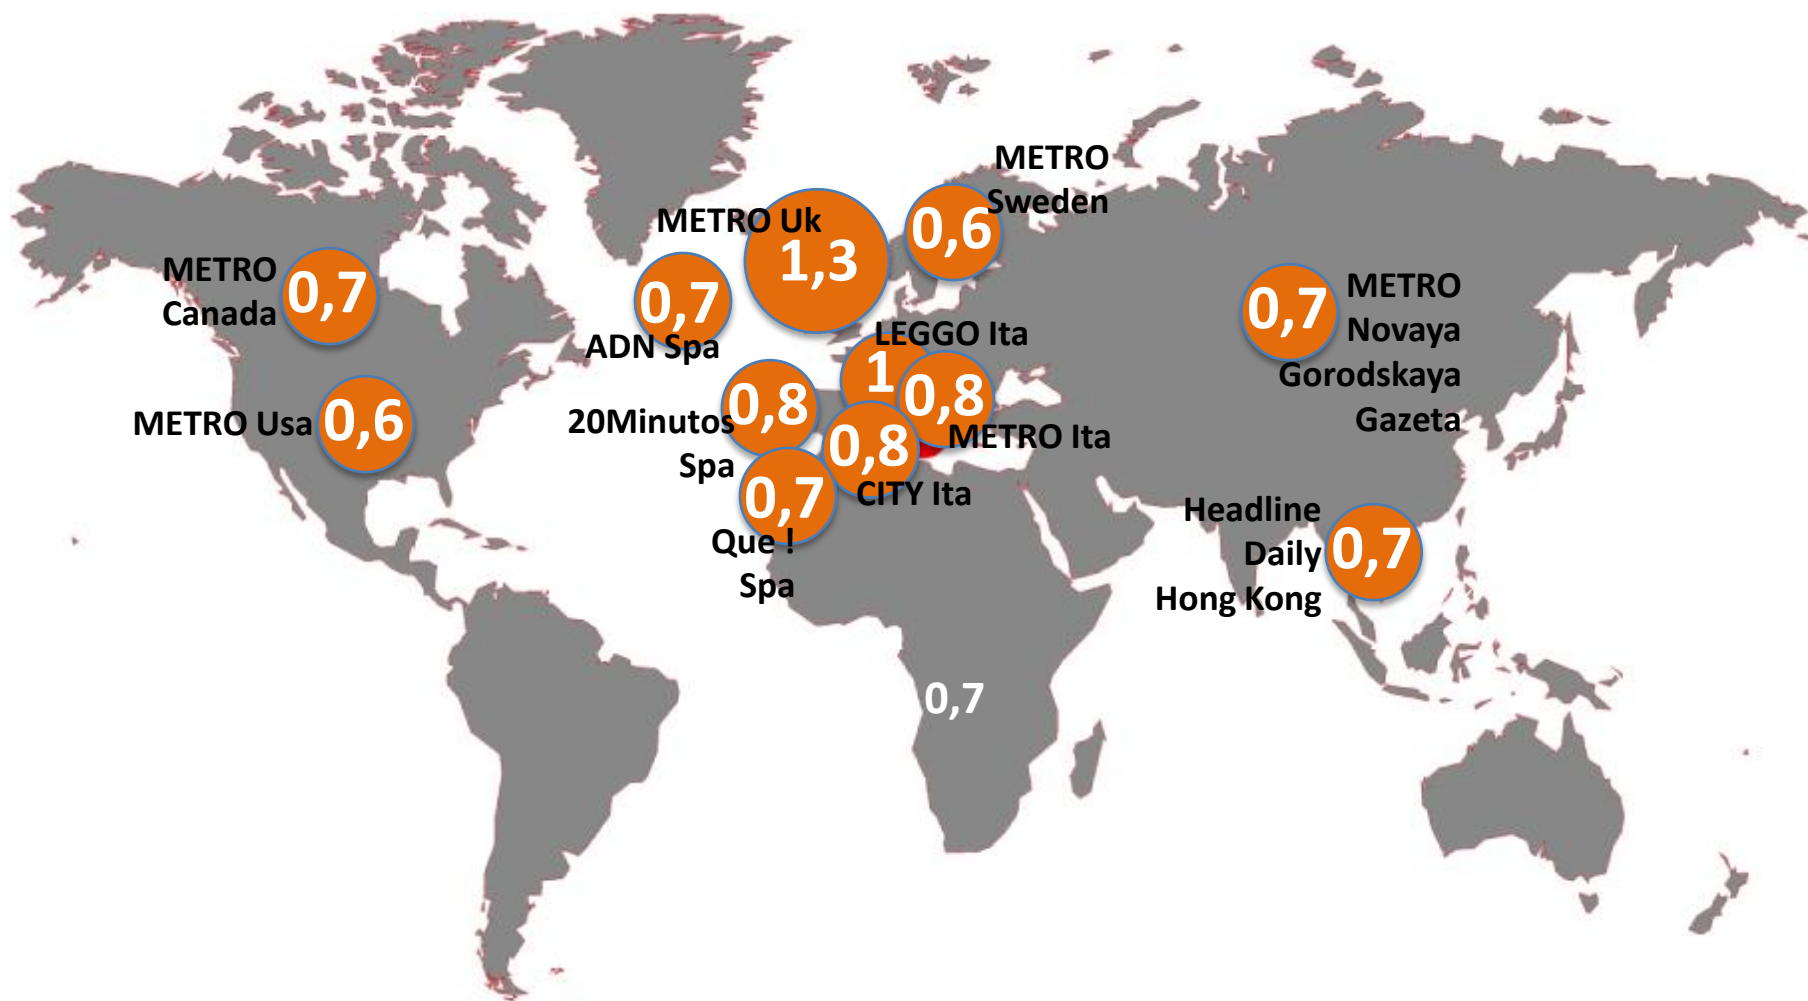 METRO
Sweden
0,6
METRO Uk
1,3
METRO
Canada
0,7
0,7
ADN Spa
0,7
METRO
Novaya
Gorodskaya
Gazeta
LEGGO Ita
1
0,8
METRO Ita
METRO Usa
0,6
20Minutos
Spa
0,8
0,8
CITY Ita
0,7
Que !
Spa
Headline
Daily
Hong Kong
0,7
0,7